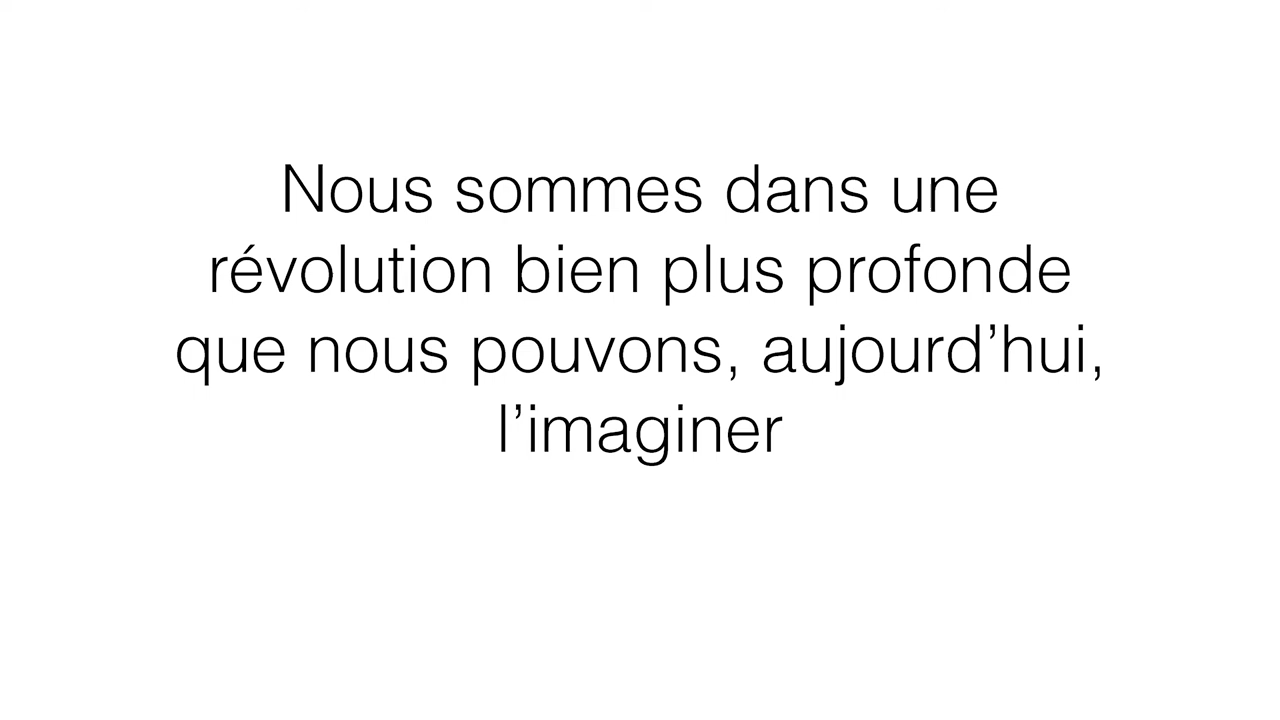 Nous sommes dans une
révolution bien plus profonde
que nous pouvons, aujourd’hui,
l’imaginer